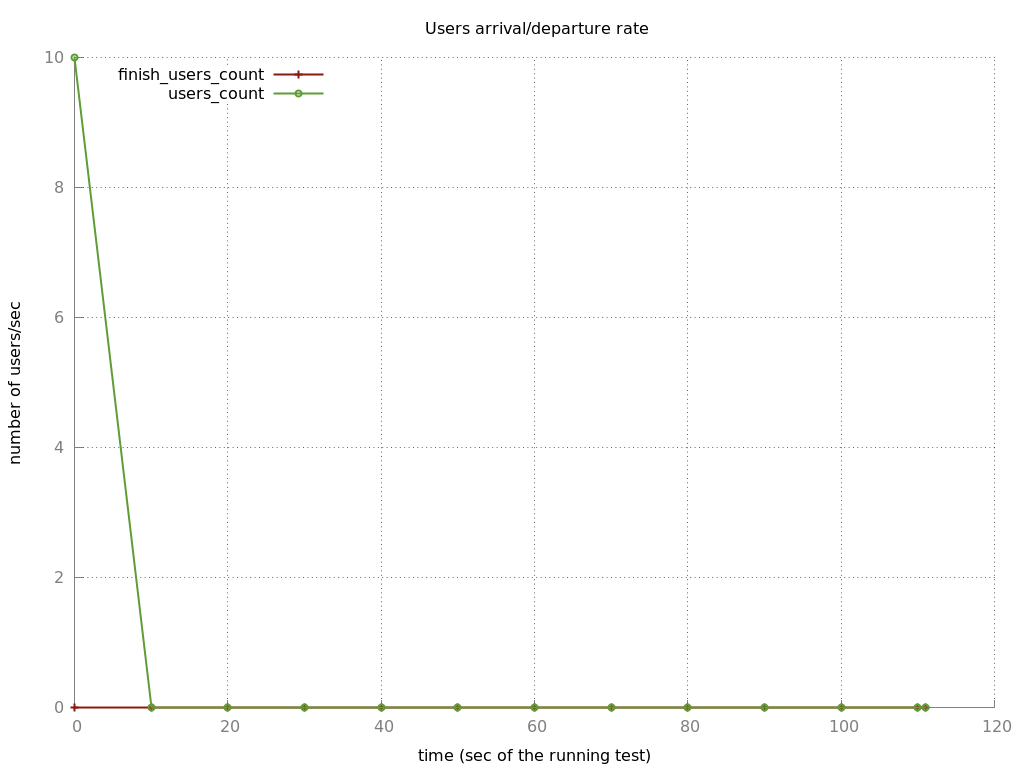 Users arrival/departure rate
finish_users_count
users_count
number of users/sec
10
8
6
4
2
0
0 20 40 60 80 100 120
time (sec of the running test)